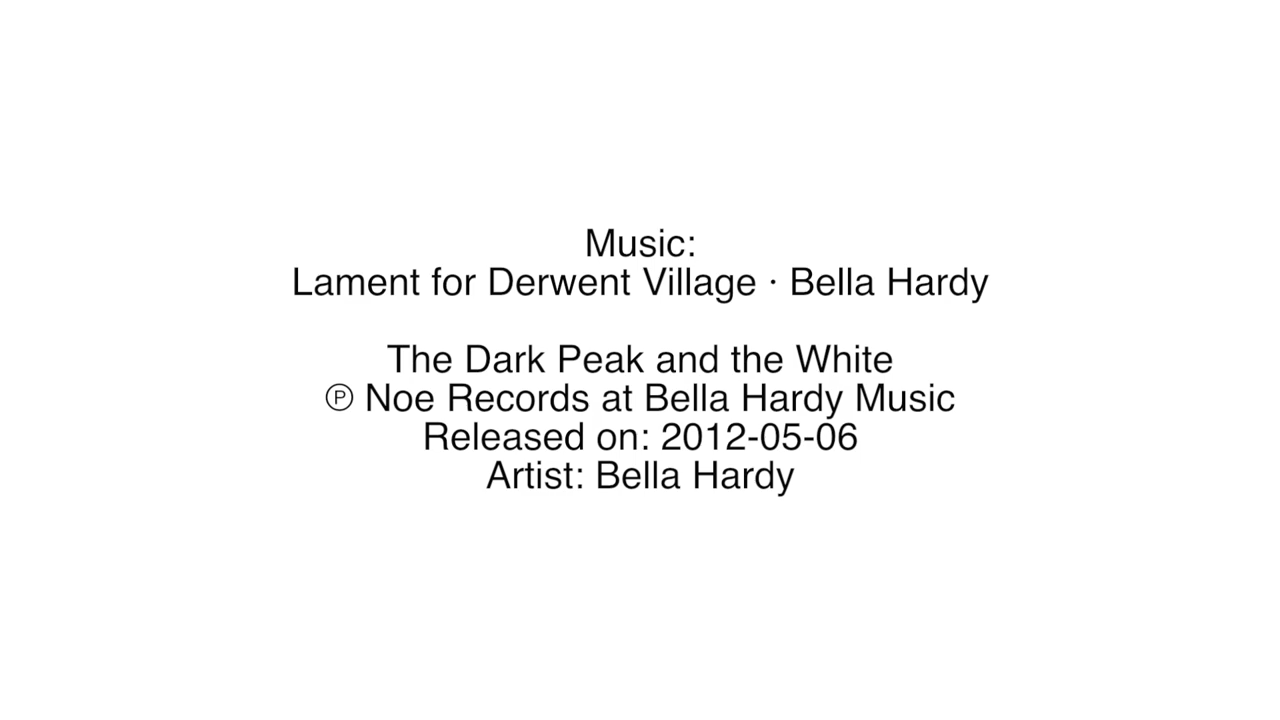 Music:
Lament for Derwent Village · Bella Hardy
The Dark Peak and the White
℗ Noe Records at Bella Hardy Music
Released on: 2012-05-06
Artist: Bella Hardy